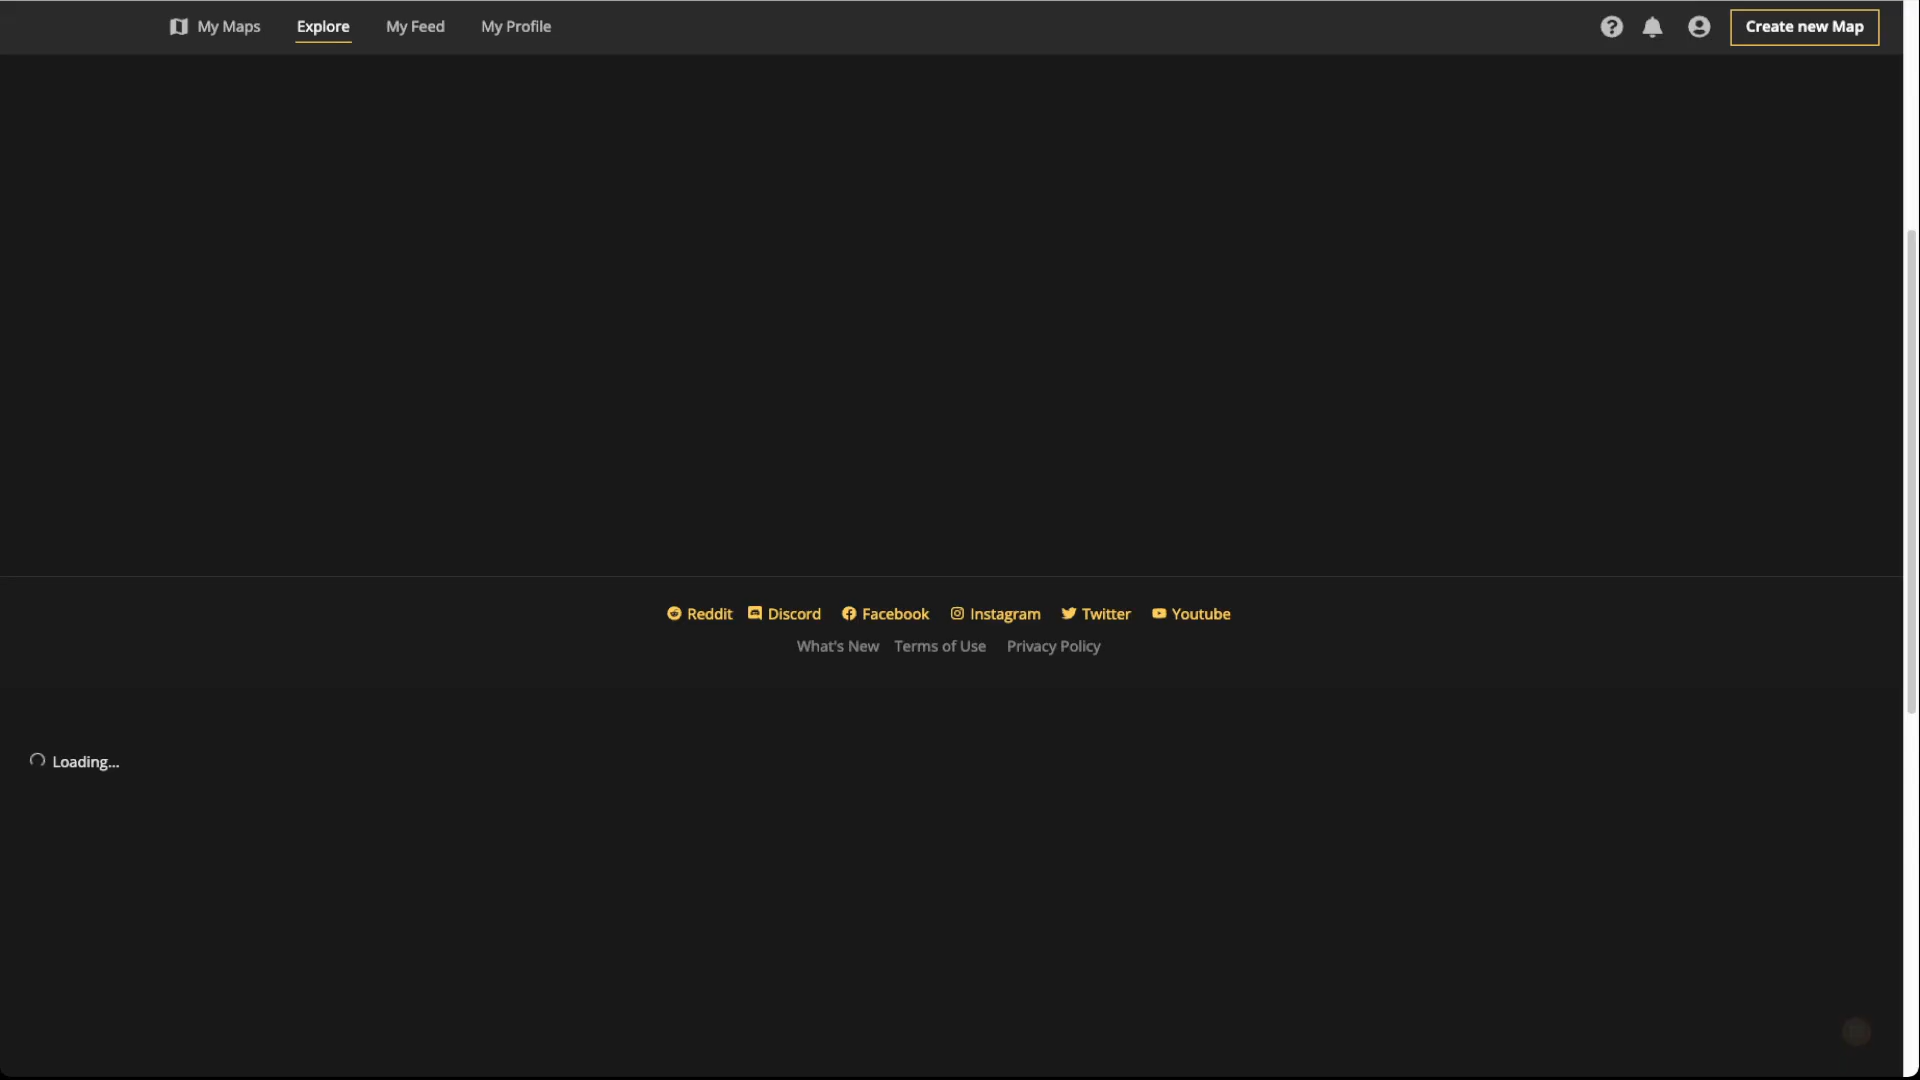 My Maps Explore My Feed My Profile Create new Map
Reddit Discord Facebook Instagram Twitter Youtube
What's New Terms of Use Privacy Policy
Loading...